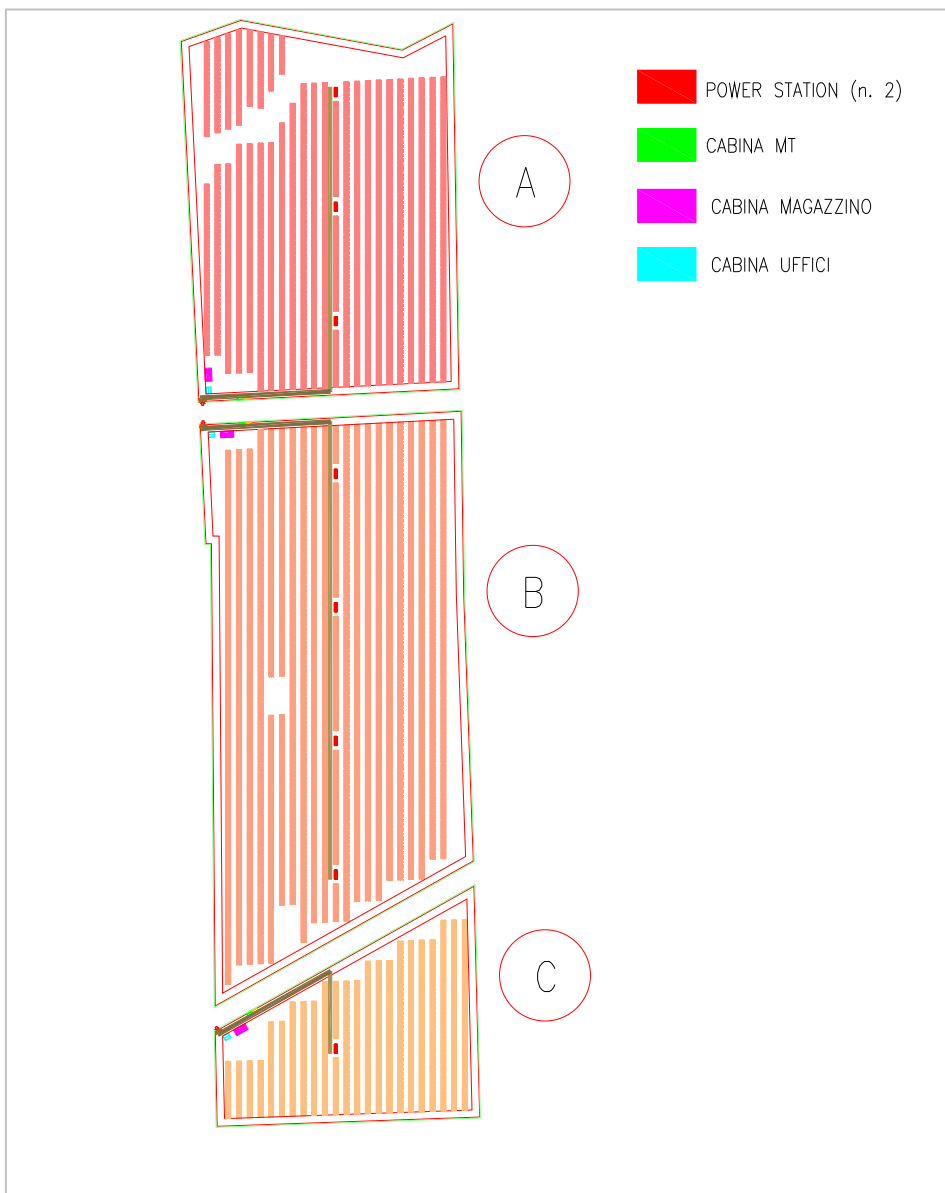 POWER STATION (n. 2)
CABINA MT
CABINA MAGAZZINO
CABINA UFFICI
A
B
C